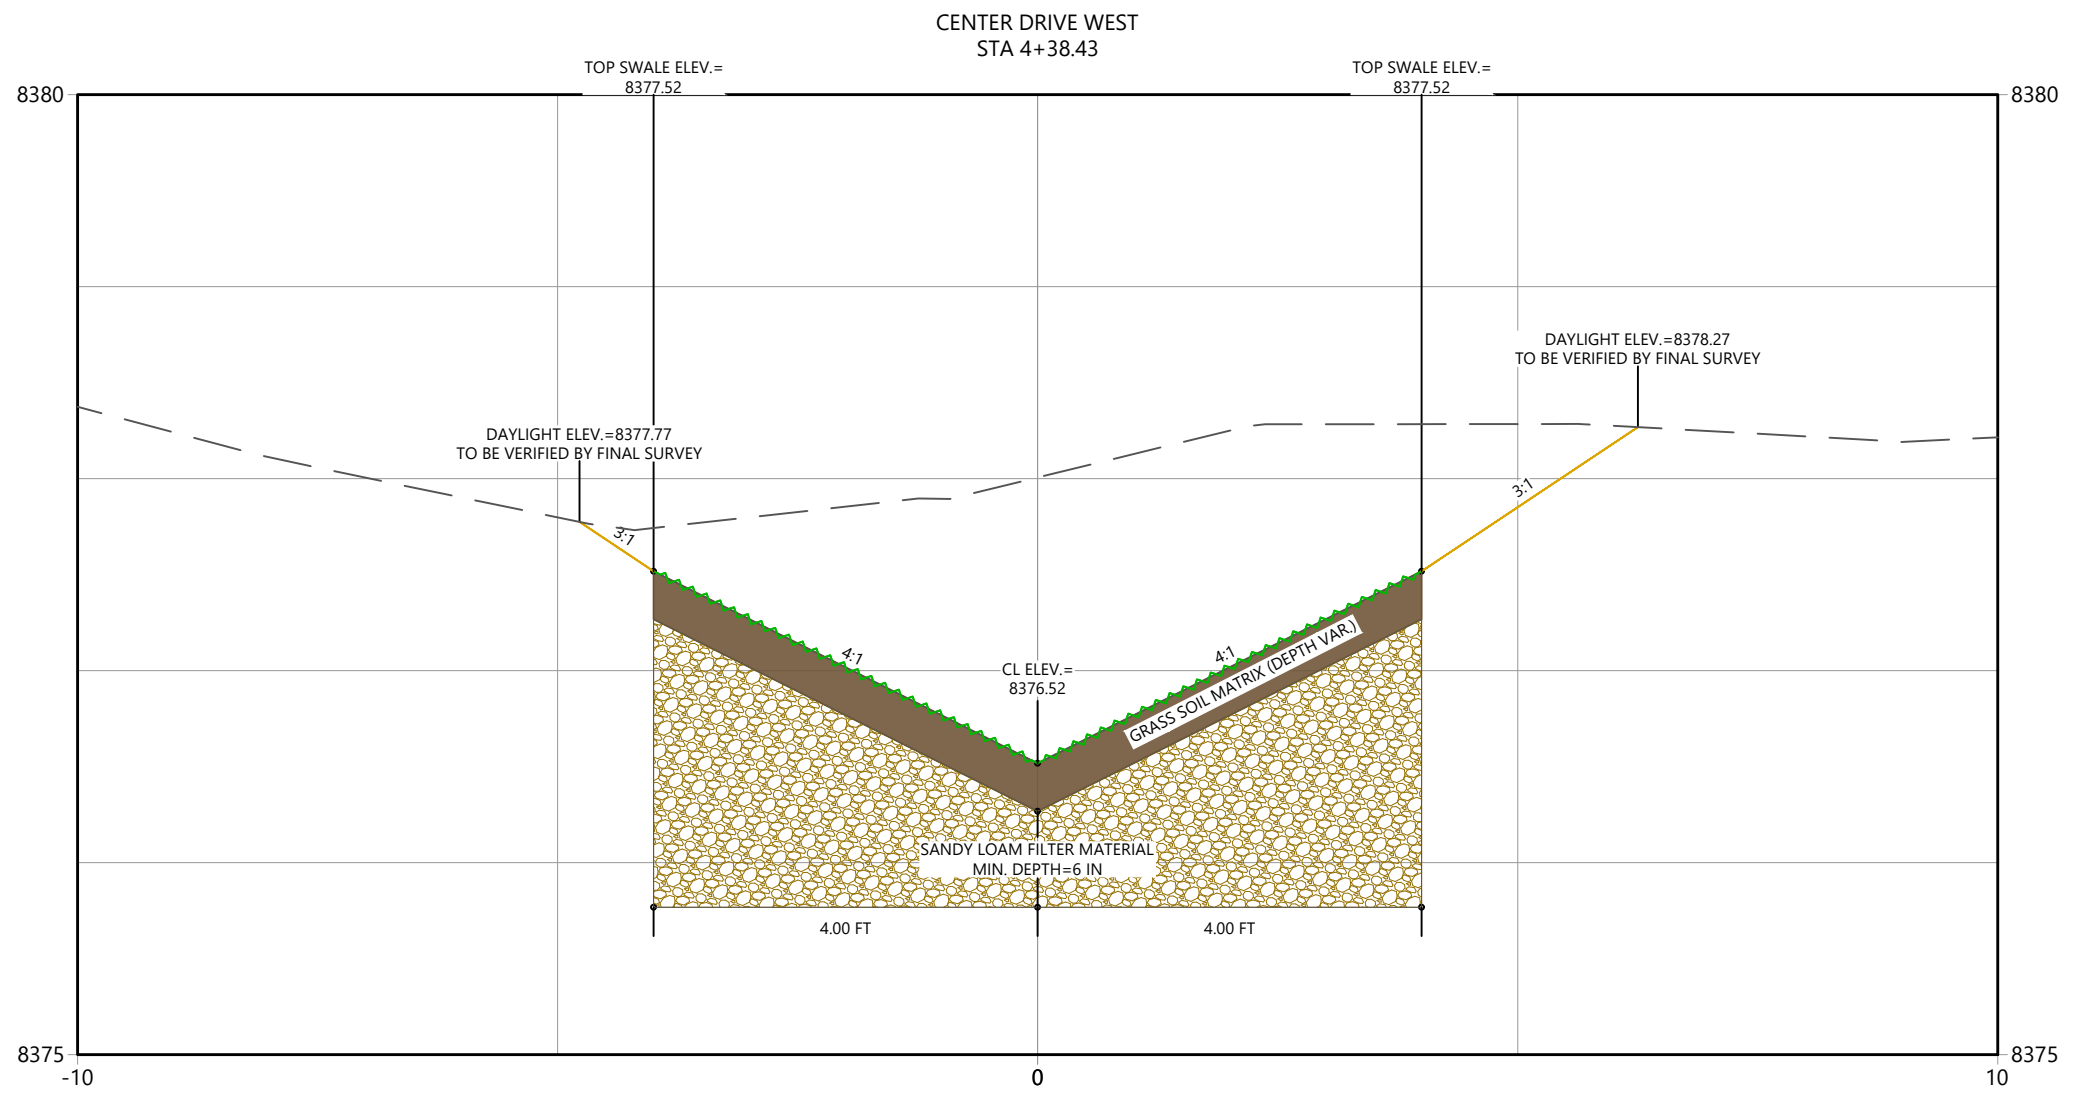 CENTER DRIVE WEST
STA 4+38.43
TOP SWALE ELEV.=
8377.52
TOP SWALE ELEV.=
8377.52
8380
8380
DAYLIGHT ELEV.=8378.27
TO BE VERIFIED BY FINAL SURVEY
DAYLIGHT ELEV.=8377.77
TO BE VERIFIED BY FINAL SURVEY
3:1
3:1
4:1
4:1
CL ELEV.=
8376.52
GRASS SOIL MATRIX (DEPTH VAR.)
SANDY LOAM FILTER MATERIAL
MIN. DEPTH=6 IN
4.00 FT
4.00 FT
8375
8375
-10
0
10